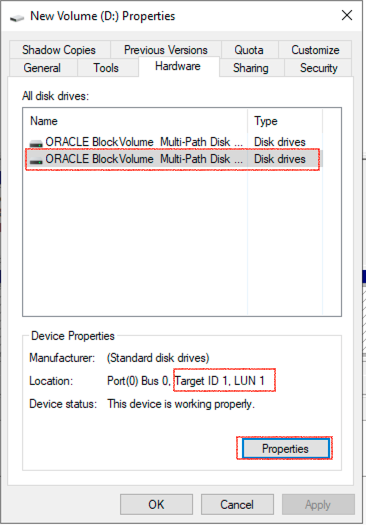 New Volume (D:) Properties
Shadow Copies Previous Versions Quota Customize
General Tools Hardware Sharing Security
All disk drives:
Name Type
ORACLE BlockVolume Multi-Path Disk ... Disk drives
ORACLE BlockVolume Multi-Path Disk ... Disk drives
Device Properties
Manufacturer: (Standard disk drives)
Location: Port(0) Bus 0, Target ID 1, LUN 1
Device status: This device is working properly.
Properties
OK Cancel Apply